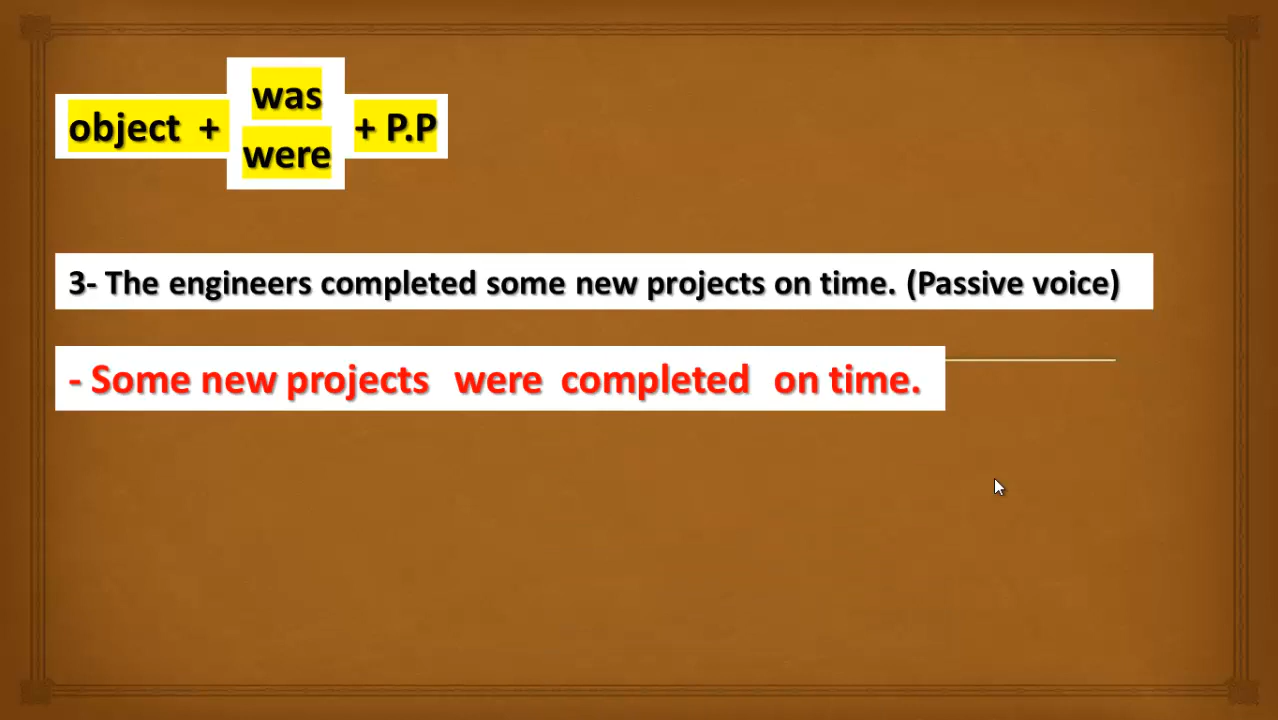 was
object + + P.P
were
3- The engineers completed some new projects on time. (Passive voice)
- Some new projects were completed on time.